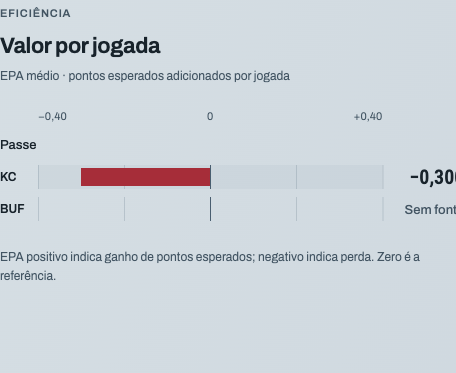 EFICIÊNCIA
Valor por jogada
EPA médio · pontos esperados adicionados por jogada
−0,40 0 +0,40
Passe
KC −0,300
BUF Sem font
EPA positivo indica ganho de pontos esperados; negativo indica perda. Zero é a
referência.